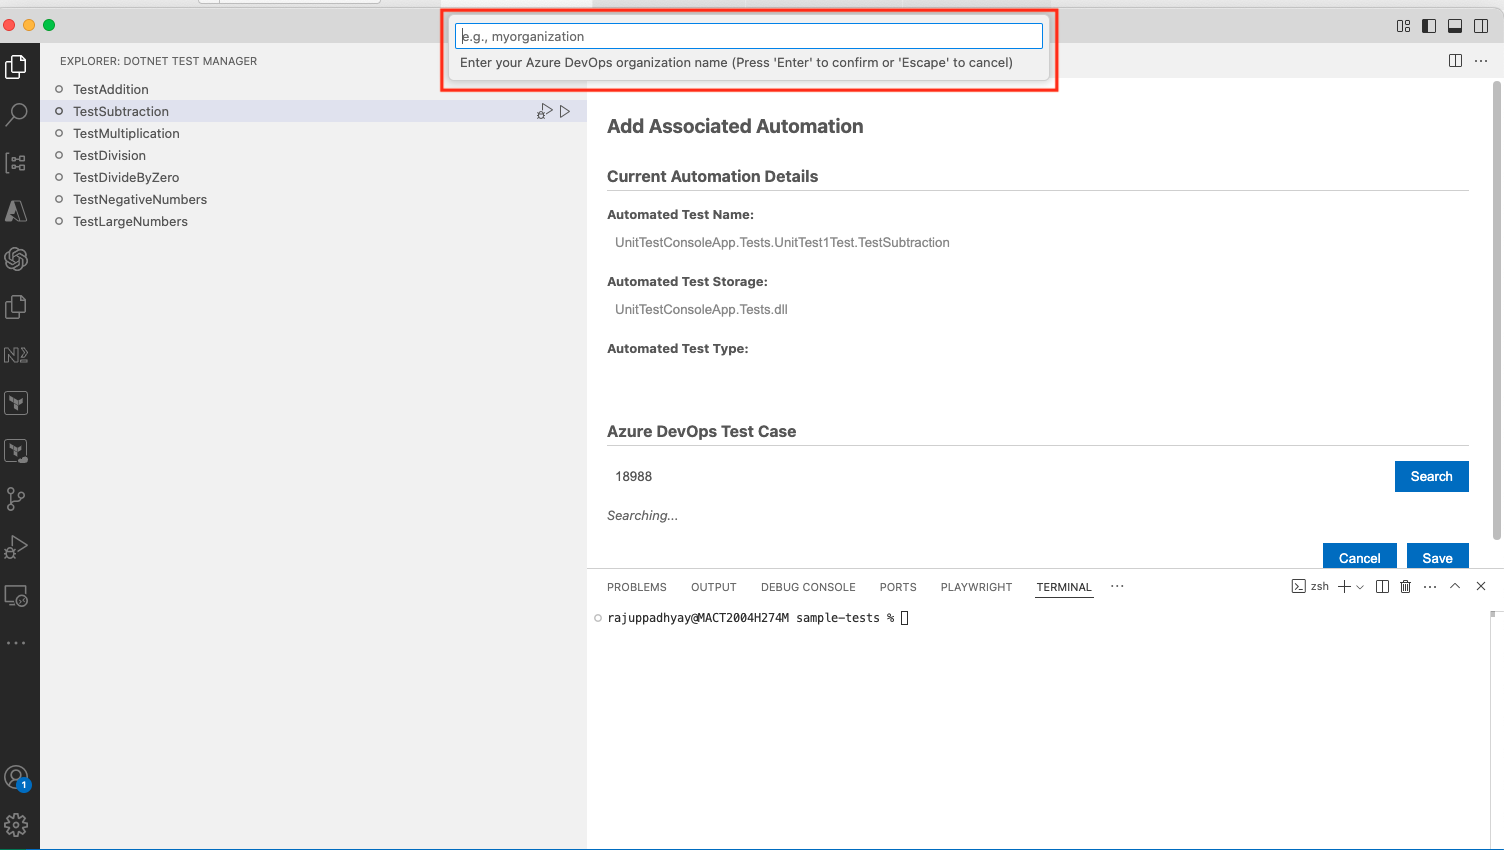 e.g., myorganization
Enter your Azure DevOps organization name (Press 'Enter' to confirm or 'Escape' to cancel)
EXPLORER: DOTNET TEST MANAGER
TestAddition
TestSubtraction
TestMultiplication
TestDivision
TestDivideByZero
TestNegativeNumbers
TestLargeNumbers
1
Add Associated Automation
Current Automation Details
Automated Test Name:
UnitTestConsoleApp.Tests.UnitTest1Test.TestSubtraction
Automated Test Storage:
UnitTestConsoleApp.Tests.dll
Automated Test Type:
Azure DevOps Test Case
18988 Search
Searching...
Cancel Save
PROBLEMS OUTPUT DEBUG CONSOLE PORTS PLAYWRIGHT TERMINAL zsh
rajuppadhyay@MACT2004H274M sample-tests %